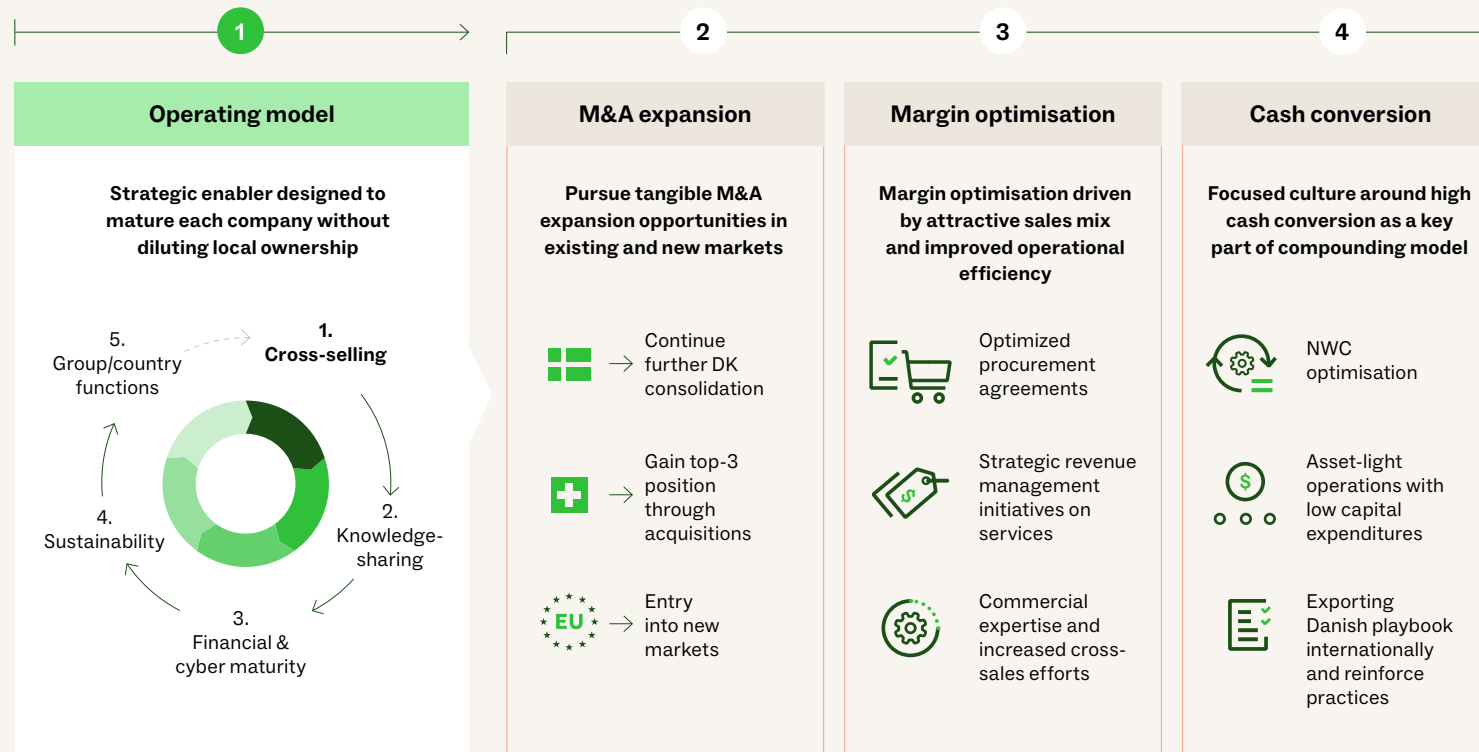 1
Operating model
Strategic enabler designed to
mature each company without
diluting local ownership
1.
Cross-selling
2.
Knowledge-
sharing
3.
Financial &
cyber maturity
4.
Sustainability
5.
Group/country
functions
2
M&A expansion
Pursue tangible M&A
expansion opportunities in
existing and new markets
Continue
further DK
consolidation
Gain top-3
position
through
acquisitions
EU
Entry
into new
markets
3
Margin optimisation
Margin optimisation driven
by attractive sales mix
and improved operational
efficiency
Optimized
procurement
agreements
$
Strategic revenue
management
initiatives on
services
Commercial
expertise and
increased cross-
sales efforts
4
Cash conversion
Focused culture around high
cash conversion as a key
part of compounding model
NWC
optimisation
$
Asset-light
operations with
low capital
expenditures
Exporting
Danish playbook
internationally
and reinforce
practices